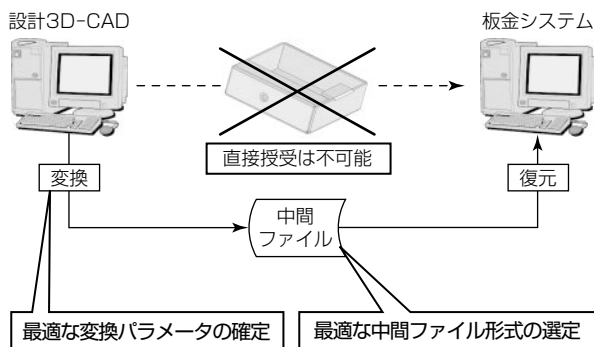 設計3D-CAD
板金システム
直接授受は不可能
変換
復元
中間
ファイル
最適な変換パラメータの確定
最適な中間ファイル形式の選定